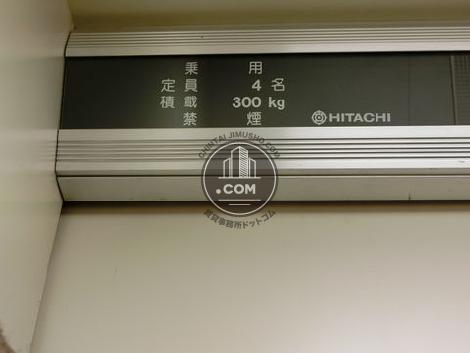 乗用
定員 4名
積載 300 kg
禁煙
HITACHI
CHINTAI JIMUSHO .COM
.COM
賃貸事務所ドットコム